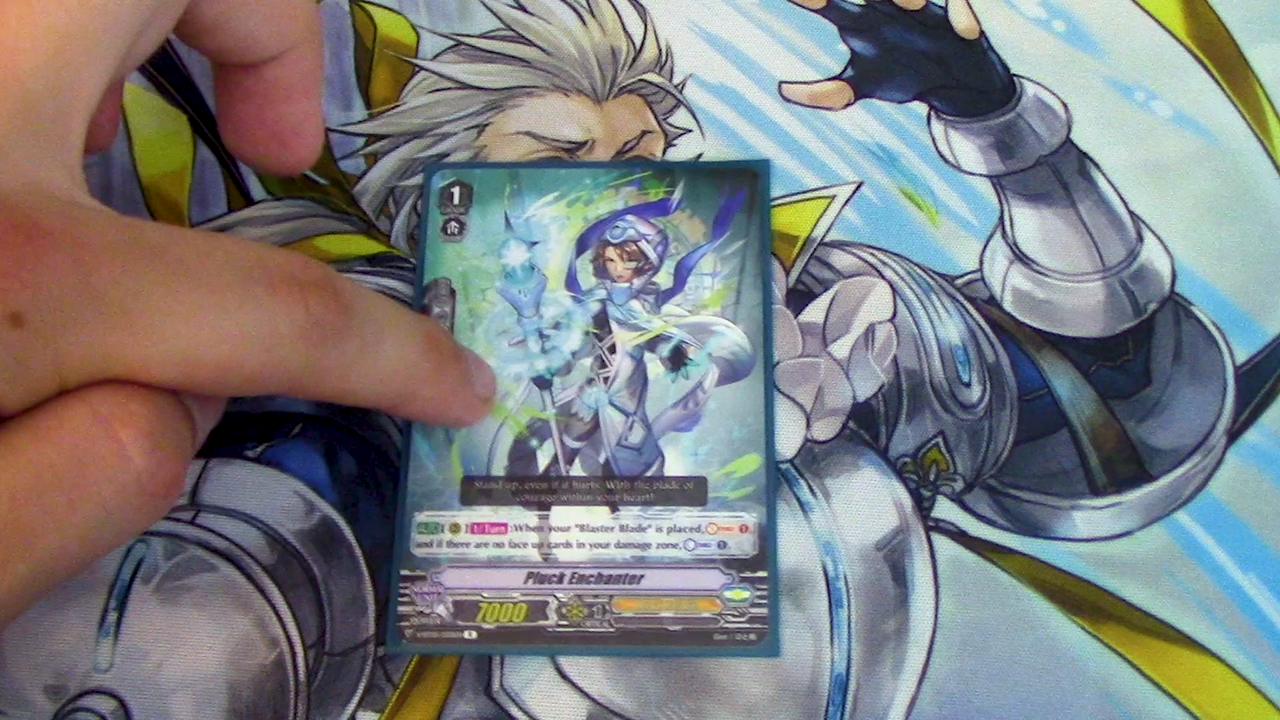 1
Stand up, even if it hurts. With the blade of
courage within your heart!
1/Turn :When your "Blaster Blade" is placed,
and if there are no face up cards in your damage zone,
Pluck Enchanter
7000
1
CRITICAL
R